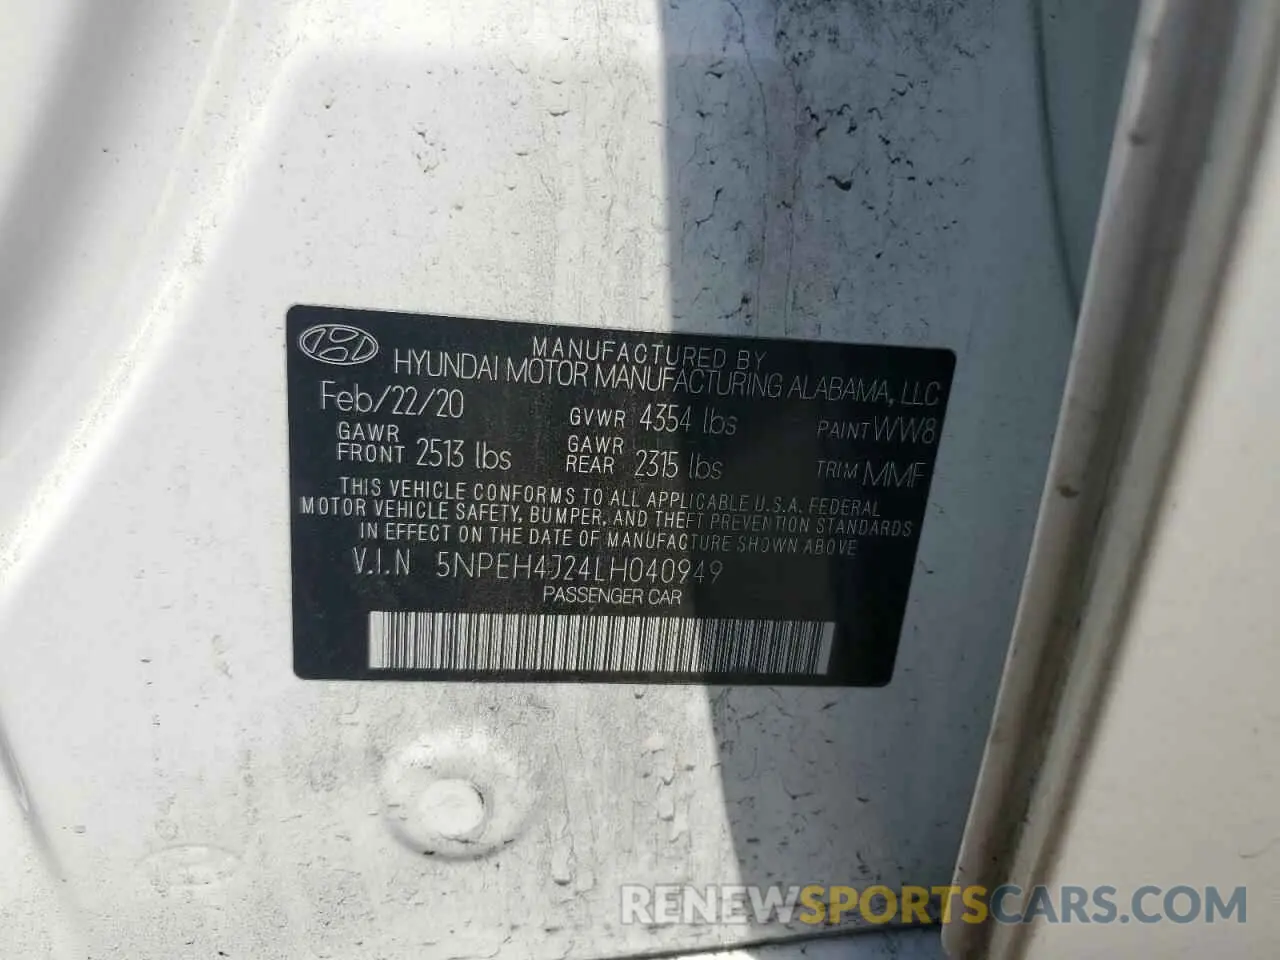 MANUFACTURED BY
HYUNDAI MOTOR MANUFACTURING ALABAMA, LLC
Feb/22/20 GVWR 4354 lbs PAINT WW8
GAWR FRONT 2513 lbs GAWR REAR 2315 lbs TRIM MMF
THIS VEHICLE CONFORMS TO ALL APPLICABLE U.S.A. FEDERAL
MOTOR VEHICLE SAFETY, BUMPER, AND THEFT PREVENTION STANDARDS
IN EFFECT ON THE DATE OF MANUFACTURE SHOWN ABOVE
V.I.N 5NPEH4J24LH040949
PASSENGER CAR
RENEWSPORTSCARS.COM